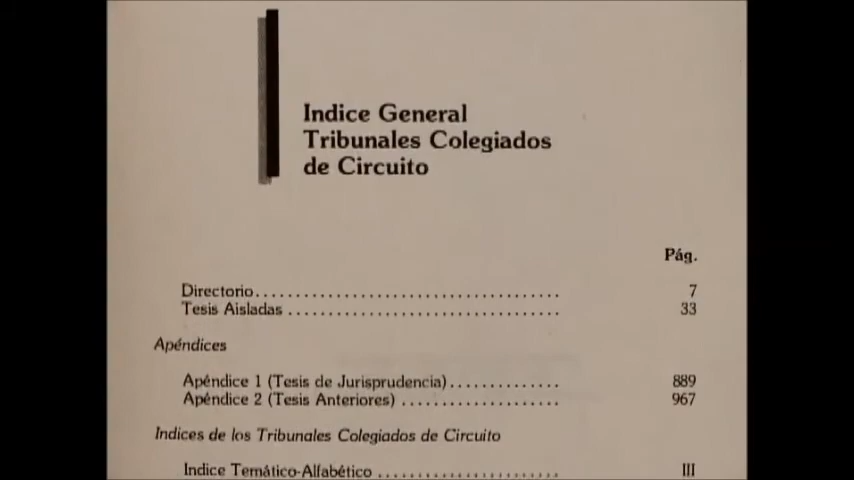 Indice General
Tribunales Colegiados
de Circuito
Pág.
Directorio.................................. 7
Tesis Aisladas .................................. 33
Apéndices
Apéndice 1 (Tesis de Jurisprudencia).............. 889
Apéndice 2 (Tesis Anteriores) .................... 967
Indices de los Tribunales Colegiados de Circuito
Indice Temático-Alfabético ....................... III